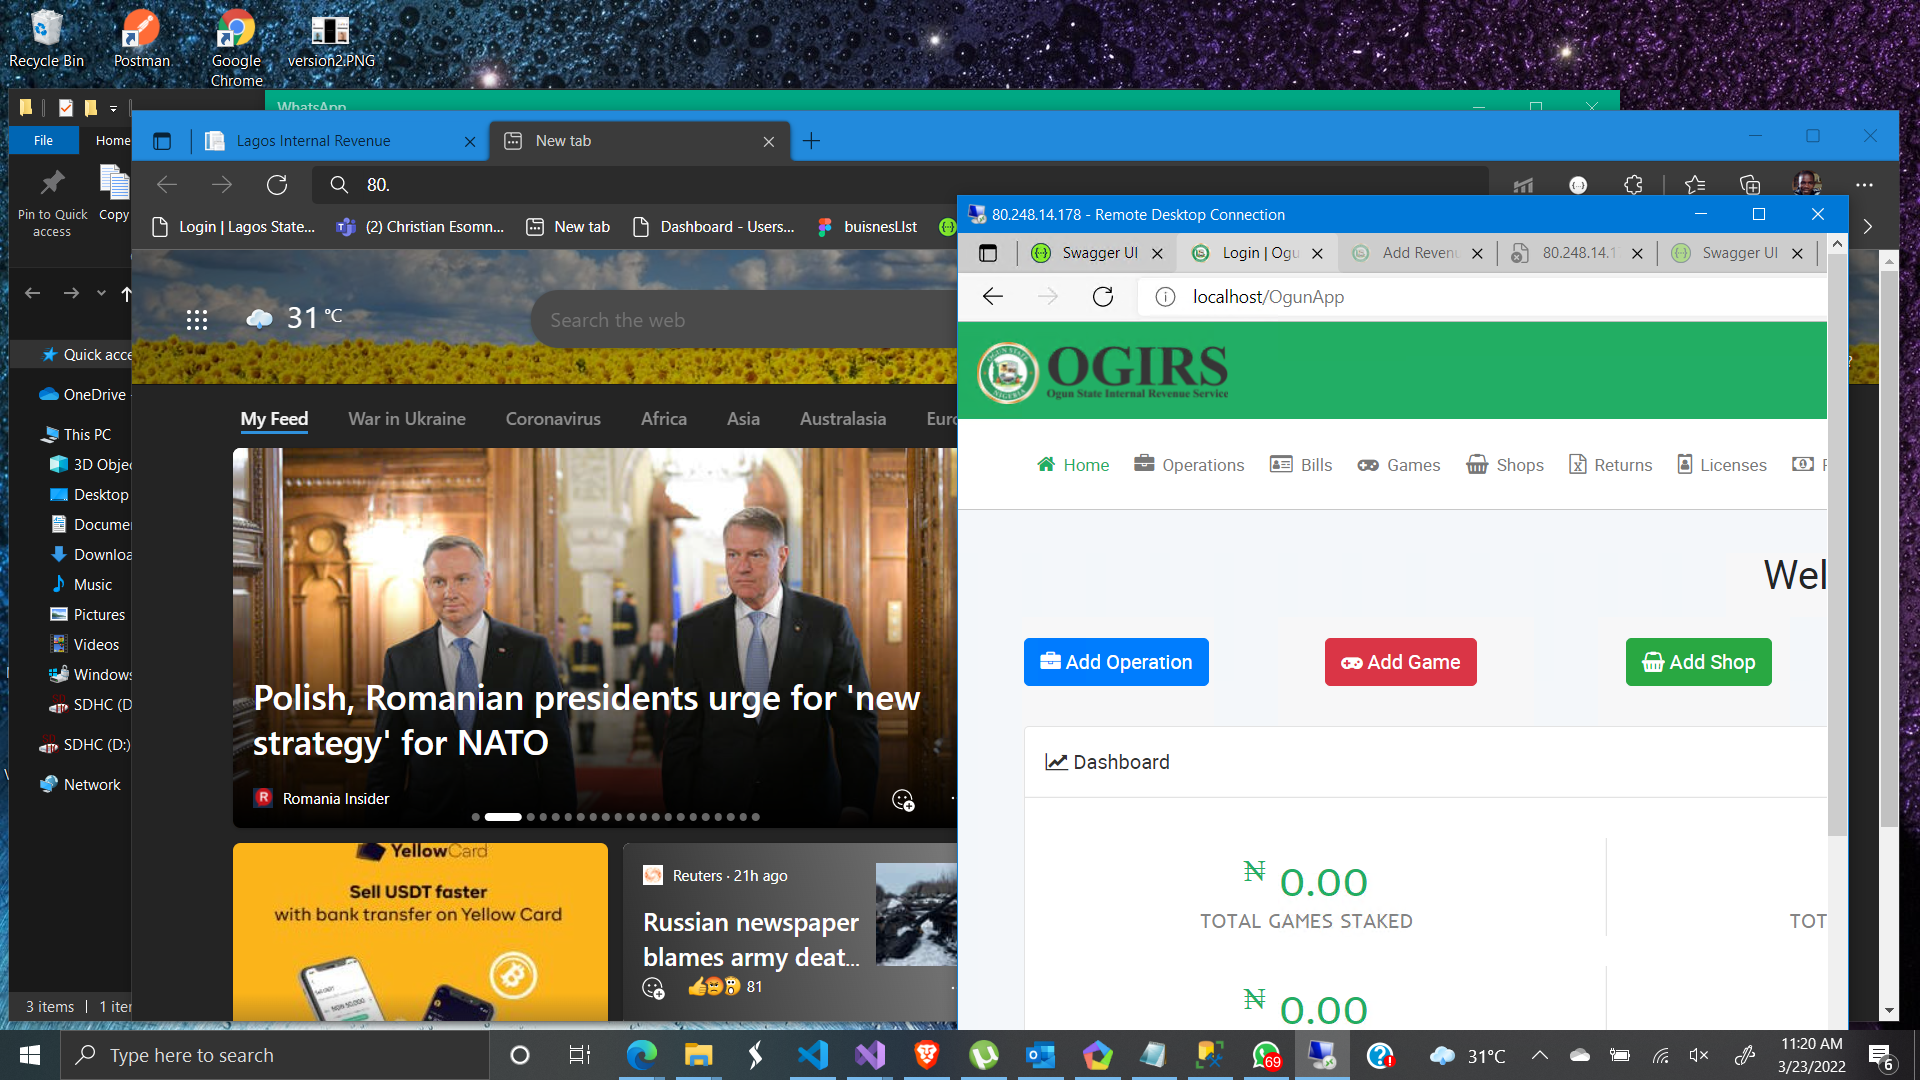 Recycle Bin
Postman
Google Chrome
version2.PNG
WhatsApp
File
Home
Pin to Quick access
Copy
Quick acce
OneDrive
This PC
3D Objec
Desktop
Documen
Downloa
Music
Pictures
Videos
Windows
SDHC (D
SDHC (D:)
Network
3 items
1 iter
Lagos Internal Revenue
New tab
80.
Login | Lagos State...
(2) Christian Esomn...
New tab
Dashboard - Users...
buisnesLIst
31 °C
Search the web
My Feed
War in Ukraine
Coronavirus
Africa
Asia
Australasia
Euro
Polish, Romanian presidents urge for 'new
strategy' for NATO
R
Romania Insider
YellowCard
Sell USDT faster
with bank transfer on Yellow Card
Reuters · 21h ago
Russian newspaper
blames army deat...
81
80.248.14.178 - Remote Desktop Connection
Swagger UI
Login | Ogu
Add Revenu
80.248.14.17
Swagger UI
localhost/OgunApp
OGIRS
Ogun State Internal Revenue Service
Home
Operations
Bills
Games
Shops
Returns
Licenses
Wel
Add Operation
Add Game
Add Shop
Dashboard
₦ 0.00
TOTAL GAMES STAKED
TOT
₦ 0.00
Type here to search
69
31°C
11:20 AM
3/23/2022
6